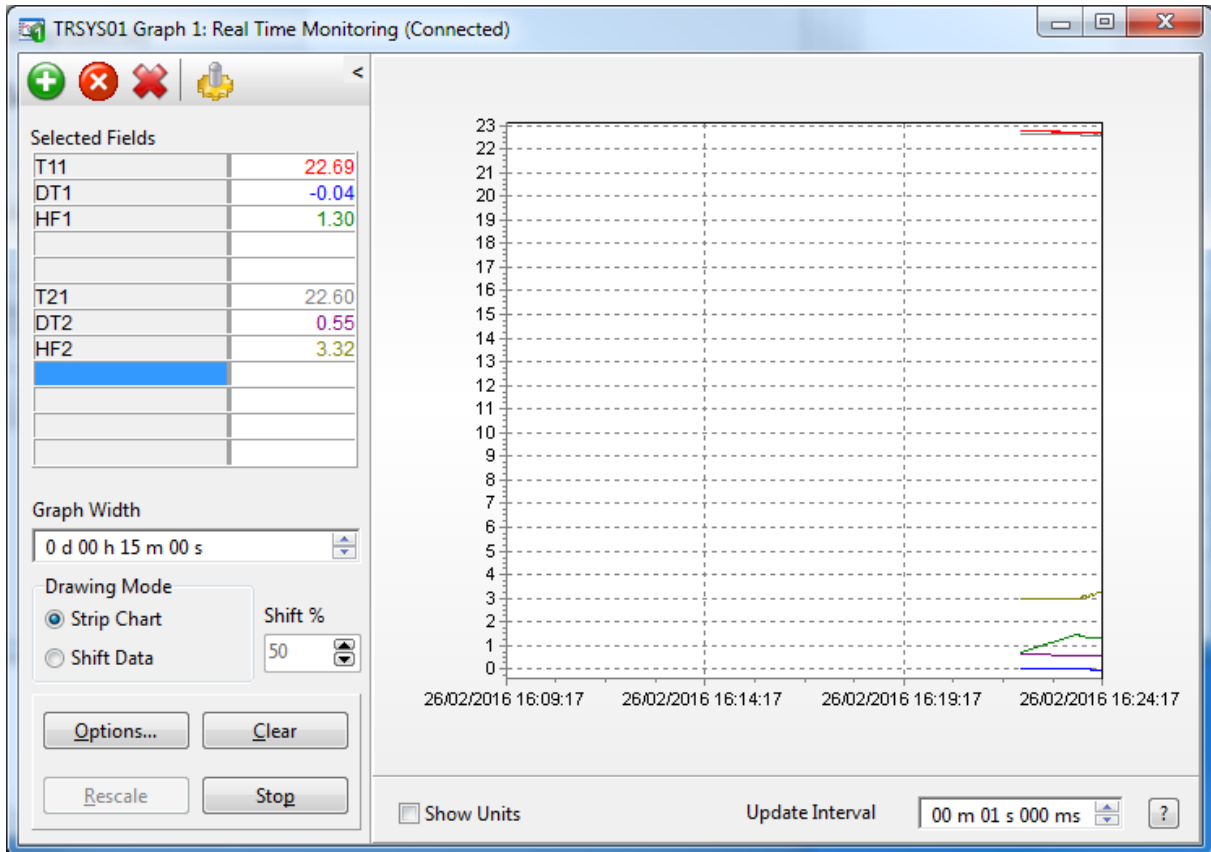 TRSYS01 Graph 1: Real Time Monitoring (Connected)
<
Selected Fields
T11 22.69
DT1 -0.04
HF1 1.30
T21 22.60
DT2 0.55
HF2 3.32
Graph Width
0 d 00 h 15 m 00 s
Drawing Mode
Strip Chart
Shift Data
Shift %
50
Options...
Clear
Rescale
Stop
23
22
21
20
19
18
17
16
15
14
13
12
11
10
9
8
7
6
5
4
3
2
1
0
26/02/2016 16:09:17 26/02/2016 16:14:17 26/02/2016 16:19:17 26/02/2016 16:24:17
Show Units
Update Interval
00 m 01 s 000 ms
?